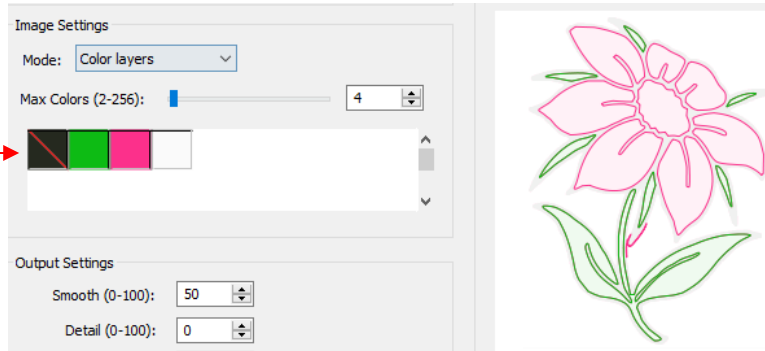 Image Settings
Mode: Color layers
Max Colors (2-256): 4
Output Settings
Smooth (0-100): 50
Detail (0-100): 0